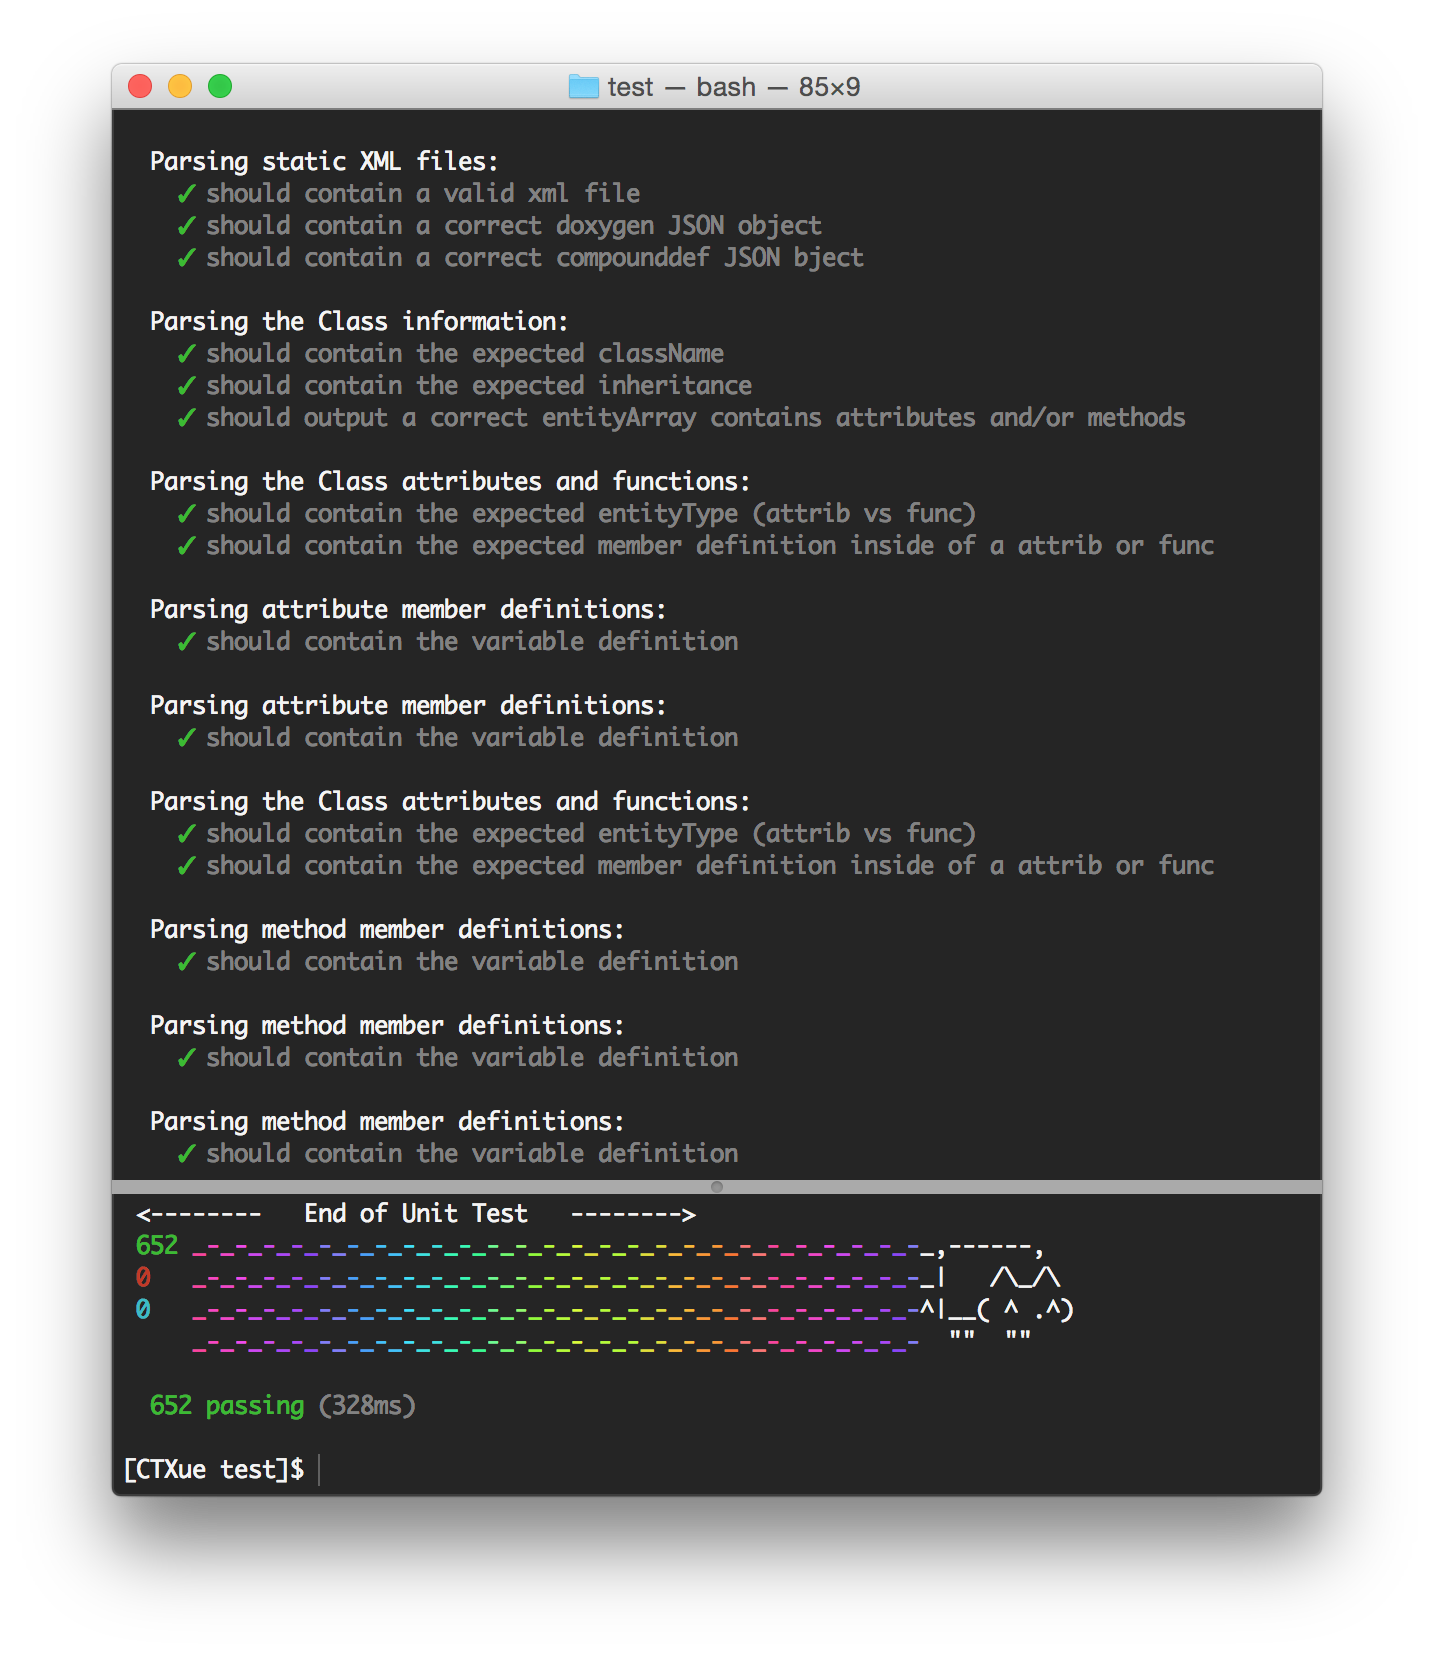 test — bash — 85×9
Parsing static XML files:
✓ should contain a valid xml file
✓ should contain a correct doxygen JSON object
✓ should contain a correct compounddef JSON bject
Parsing the Class information:
✓ should contain the expected className
✓ should contain the expected inheritance
✓ should output a correct entityArray contains attributes and/or methods
Parsing the Class attributes and functions:
✓ should contain the expected entityType (attrib vs func)
✓ should contain the expected member definition inside of a attrib or func
Parsing attribute member definitions:
✓ should contain the variable definition
Parsing attribute member definitions:
✓ should contain the variable definition
Parsing the Class attributes and functions:
✓ should contain the expected entityType (attrib vs func)
✓ should contain the expected member definition inside of a attrib or func
Parsing method member definitions:
✓ should contain the variable definition
Parsing method member definitions:
✓ should contain the variable definition
Parsing method member definitions:
✓ should contain the variable definition
<-------- End of Unit Test -------->
652 _-_-_-_-_-_-_-_-_-_-_-_-_-_-_-_-_-_-_-_-_-_-_-_-_-_-_,------,
0 _-_-_-_-_-_-_-_-_-_-_-_-_-_-_-_-_-_-_-_-_-_-_-_-_-_-_|   /\_/\
0 _-_-_-_-_-_-_-_-_-_-_-_-_-_-_-_-_-_-_-_-_-_-_-_-_-_-^|__( ^ .^)
_-_-_-_-_-_-_-_-_-_-_-_-_-_-_-_-_-_-_-_-_-_-_-_-_-_-  ""  ""
652 passing (328ms)
[CTXue test]$